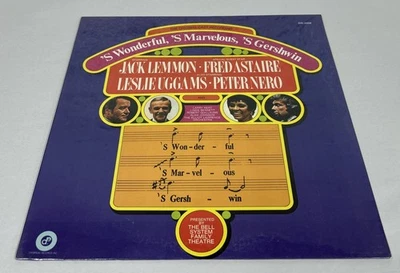 'S Wonderful, 'S Marvelous, 'S Gershwin
JACK LEMMON · FRED ASTAIRE
LESLIE UGGAMS · PETER NERO
'S Won-der-ful
'S Mar-vel-ous
'S Gersh-win
PRESENTED BY
THE BELL
SYSTEM
FAMILY
THEATRE